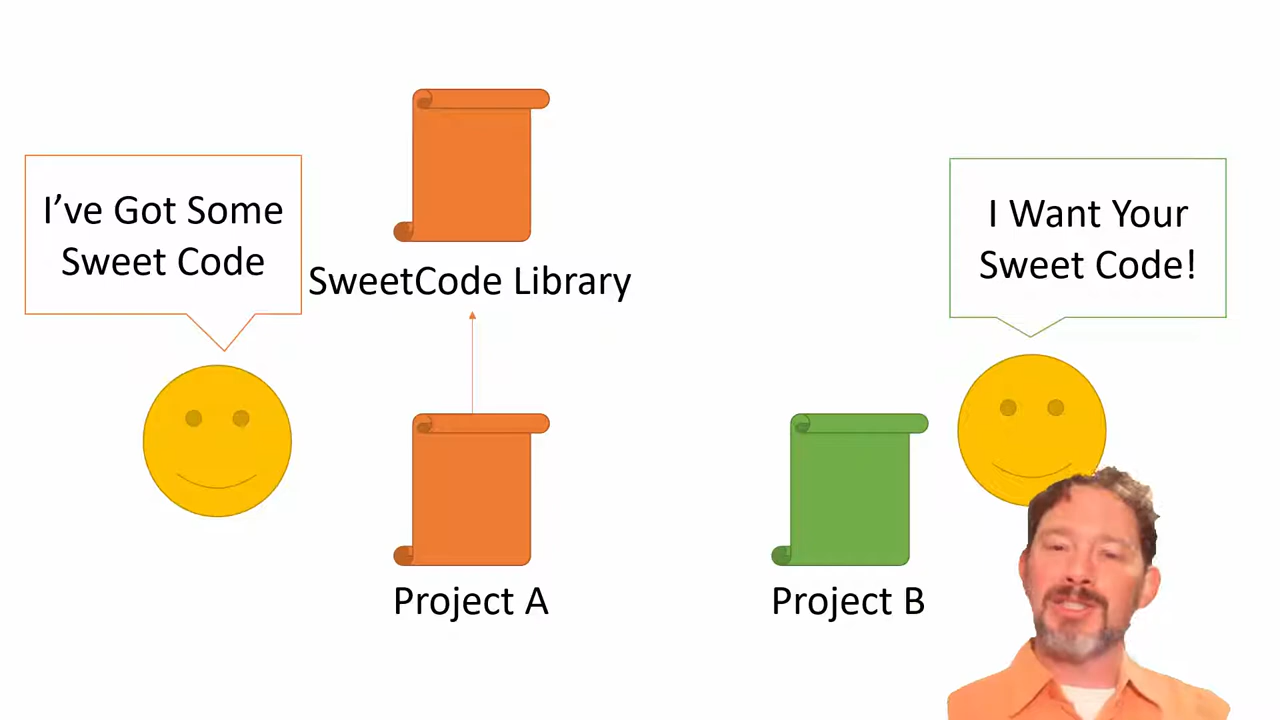 I’ve Got Some
Sweet Code
SweetCode Library
I Want Your
Sweet Code!
Project A
Project B